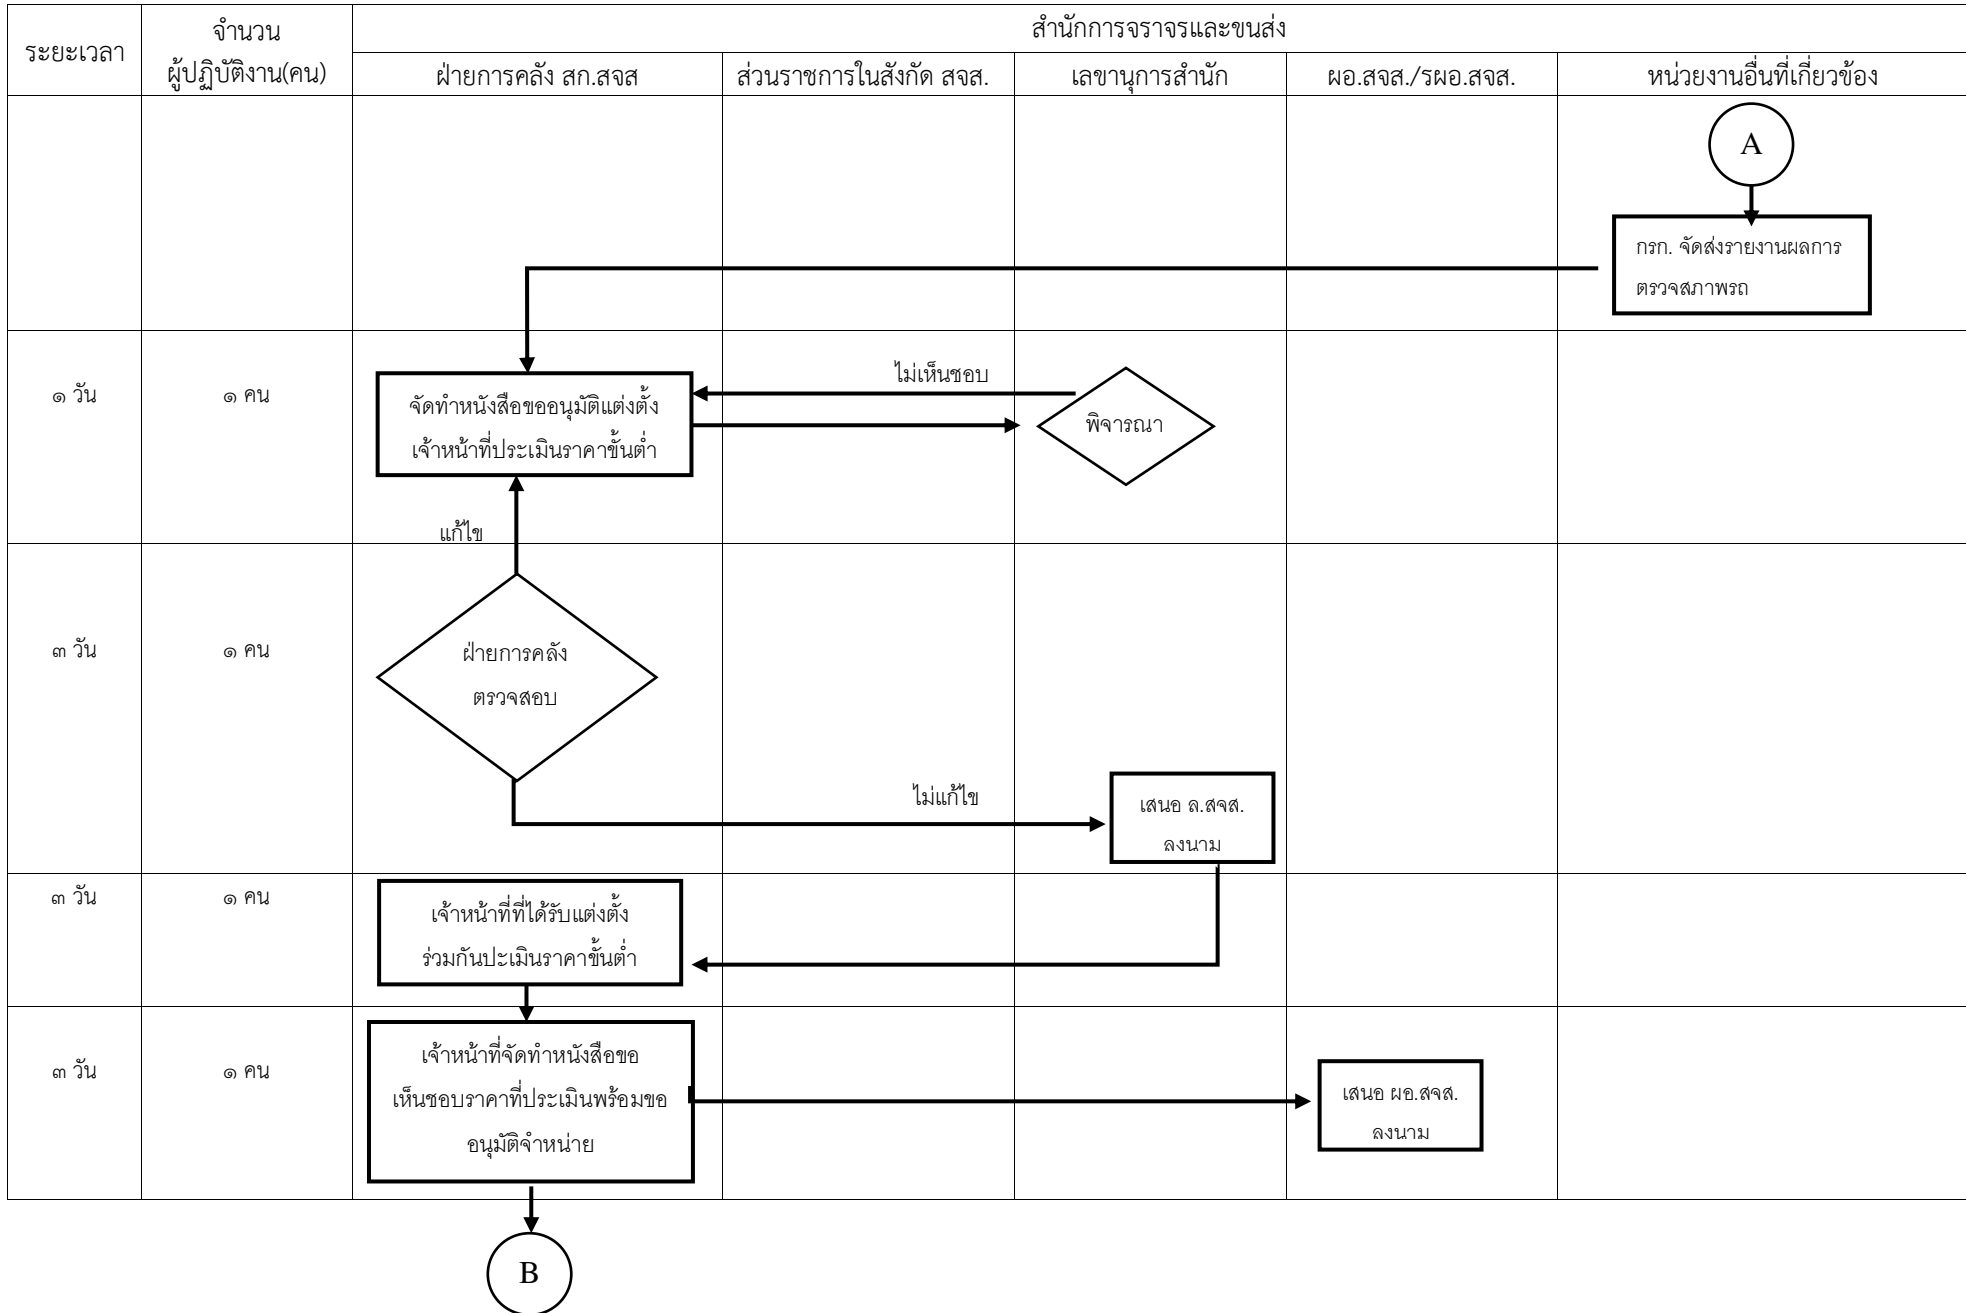 สำนักการจราจรและขนส่ง
ระยะเวลา
จำนวน
ผู้ปฏิบัติงาน(คน)
ฝ่ายการคลัง สก.สจส
ส่วนราชการในสังกัด สจส.
เลขานุการสำนัก
ผอ.สจส./รผอ.สจส.
หน่วยงานอื่นที่เกี่ยวข้อง
A
กรก. จัดส่งรายงานผลการ
ตรวจสภาพรถ
๑ วัน
๑ คน
จัดทำหนังสือขออนุมัติแต่งตั้ง
เจ้าหน้าที่ประเมินราคาขั้นต่ำ
ไม่เห็นชอบ
พิจารณา
แก้ไข
๓ วัน
๑ คน
ฝ่ายการคลัง
ตรวจสอบ
ไม่แก้ไข
เสนอ ล.สจส.
ลงนาม
๓ วัน
๑ คน
เจ้าหน้าที่ที่ได้รับแต่งตั้ง
ร่วมกันปะเมินราคาขั้นต่ำ
๓ วัน
๑ คน
เจ้าหน้าที่จัดทำหนังสือขอ
เห็นชอบราคาที่ประเมินพร้อมขอ
อนุมัติจำหน่าย
เสนอ ผอ.สจส.
ลงนาม
B